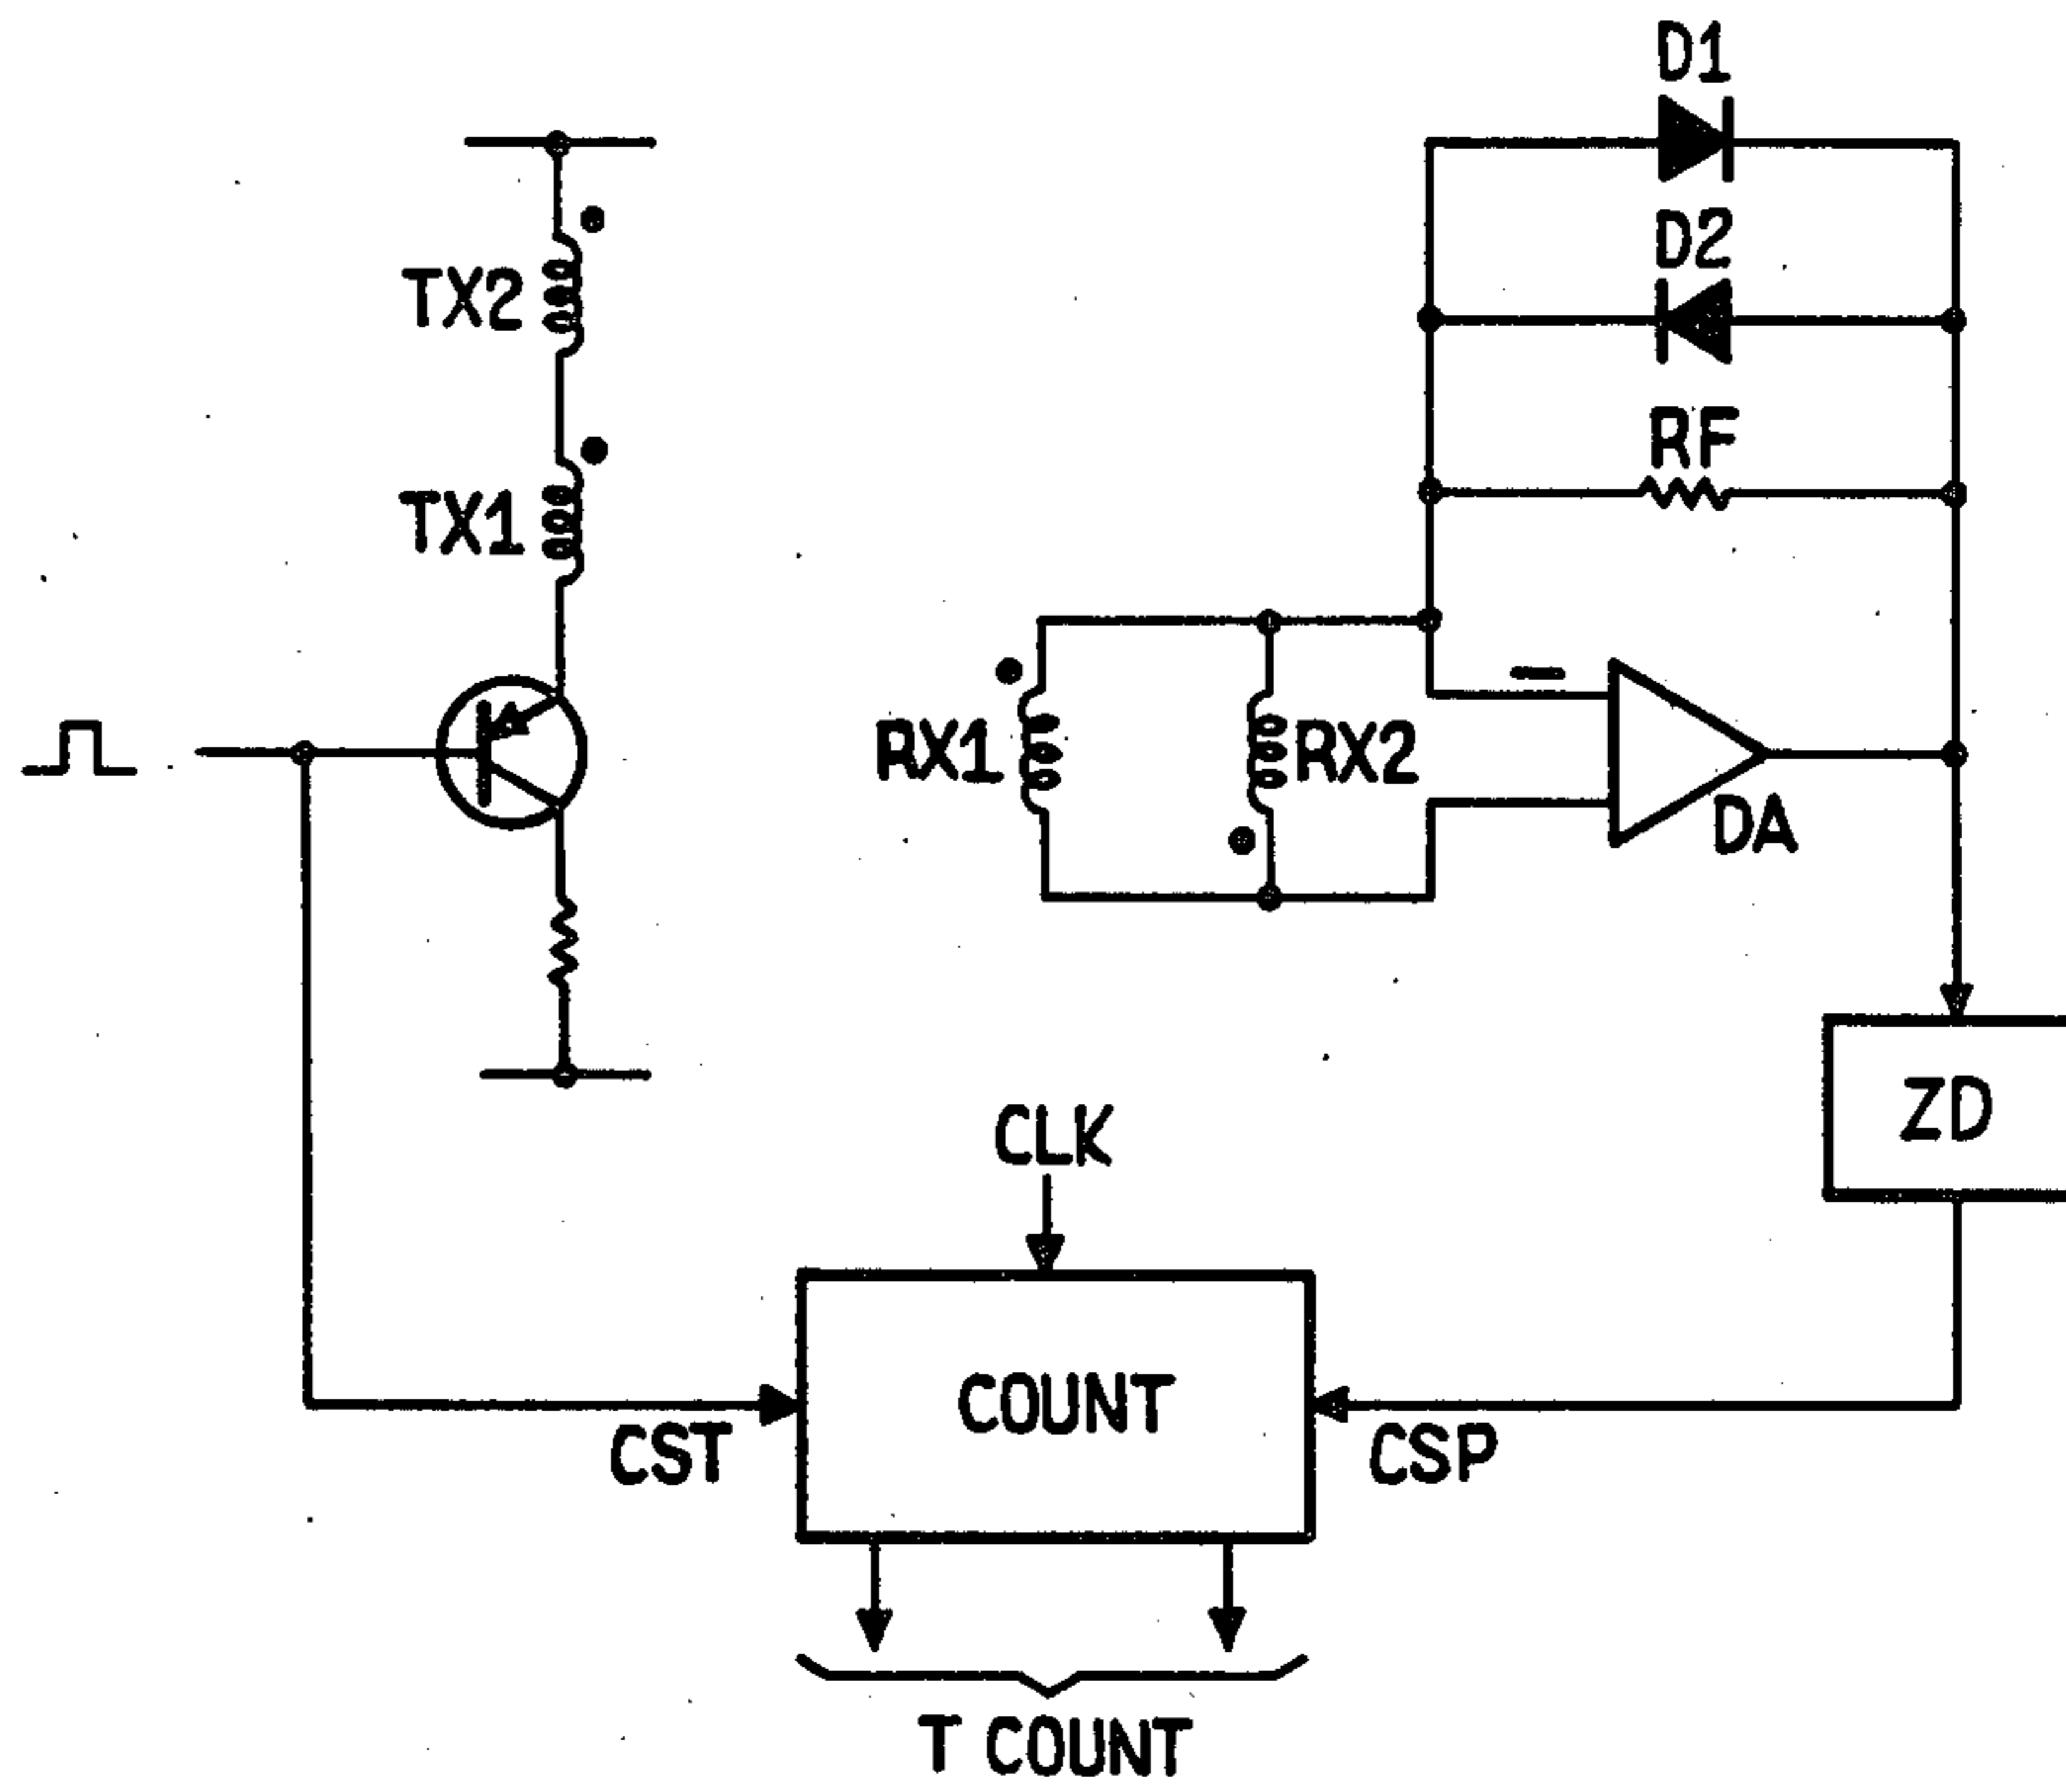 D1
D2
TX2
RF
TX1
RX1
RX2
DA
ZD
CLK
COUNT
CST
CSP
T COUNT